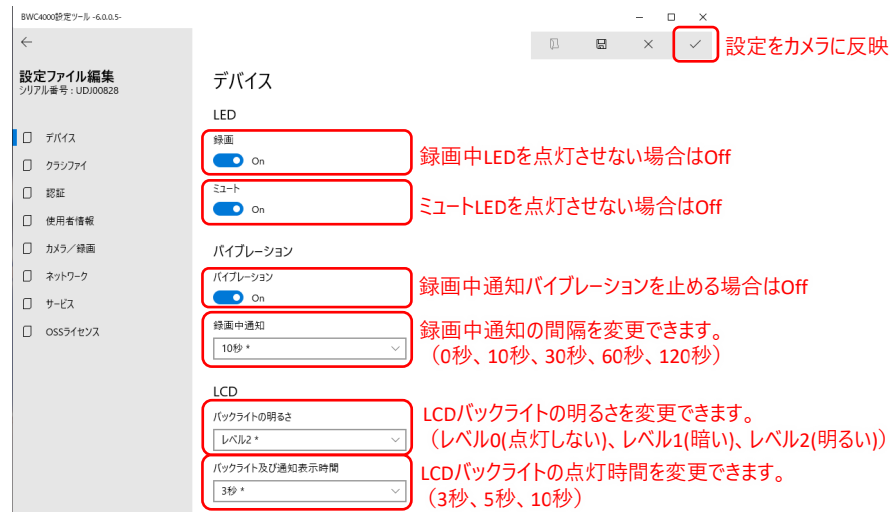 BWC4000設定ツール -6.0.0.5-
設定をカメラに反映
設定ファイル編集
シリアル番号 : UDJ00828
デバイス
クラシファイ
認証
使用者情報
カメラ／録画
ネットワーク
サービス
OSSライセンス
デバイス
LED
録画
On
録画中LEDを点灯させない場合はOff
ミュート
On
ミュートLEDを点灯させない場合はOff
バイブレーション
バイブレーション
On
録画中通知バイブレーションを止める場合はOff
録画中通知
10秒 *
録画中通知の間隔を変更できます。
（0秒、10秒、30秒、60秒、120秒）
LCD
バックライトの明るさ
レベル2 *
LCDバックライトの明るさを変更できます。
（レベル0(点灯しない)、レベル1(暗い)、レベル2(明るい)）
バックライト及び通知表示時間
3秒 *
LCDバックライトの点灯時間を変更できます。
（3秒、5秒、10秒）